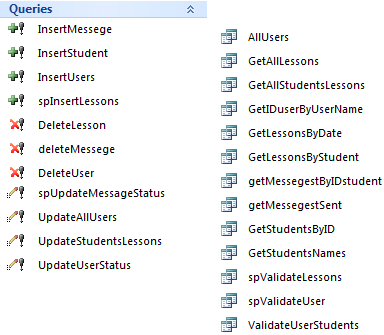 Queries
InsertMessege
InsertStudent
InsertUsers
spInsertLessons
DeleteLesson
deleteMessege
DeleteUser
spUpdateMessageStatus
UpdateAllUsers
UpdateStudentsLessons
UpdateUserStatus
AllUsers
GetAllLessons
GetAllStudentsLessons
GetIDuserByUserName
GetLessonsByDate
GetLessonsByStudent
getMessegestByIDstudent
getMessegestSent
GetStudentsByID
GetStudentsNames
spValidateLessons
spValidateUser
ValidateUserStudents